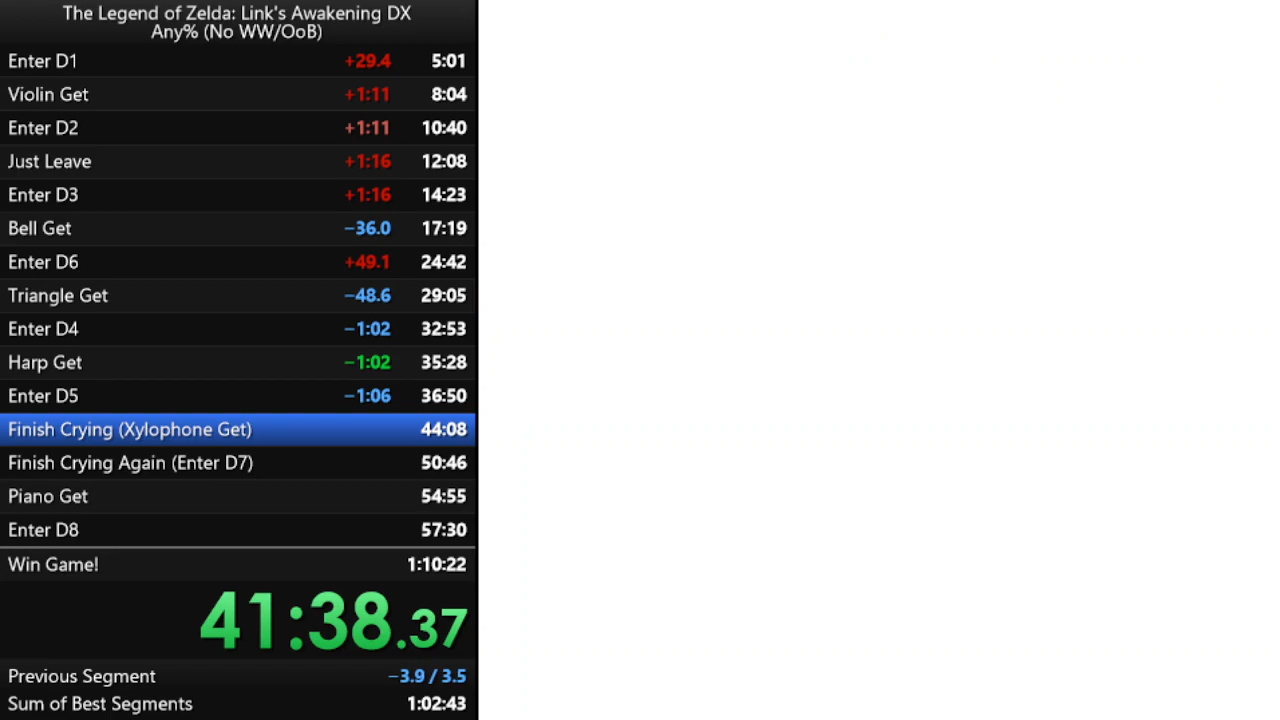 The Legend of Zelda: Link's Awakening DX
Any% (No WW/OoB)
Enter D1 +29.4 5:01
Violin Get +1:11 8:04
Enter D2 +1:11 10:40
Just Leave +1:16 12:08
Enter D3 +1:16 14:23
Bell Get −36.0 17:19
Enter D6 +49.1 24:42
Triangle Get −48.6 29:05
Enter D4 −1:02 32:53
Harp Get −1:02 35:28
Enter D5 −1:06 36:50
Finish Crying (Xylophone Get) 44:08
Finish Crying Again (Enter D7) 50:46
Piano Get 54:55
Enter D8 57:30
Win Game! 1:10:22
41:38.37
Previous Segment −3.9 / 3.5
Sum of Best Segments 1:02:43